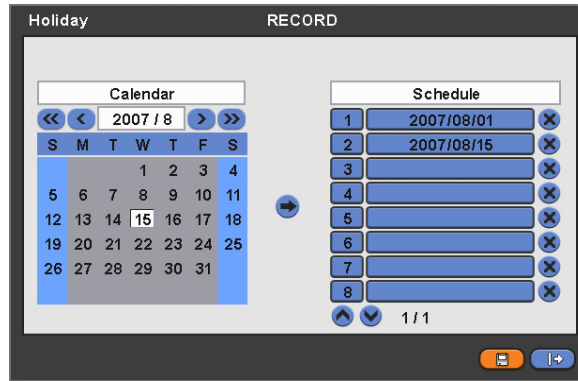 Holiday RECORD
Calendar
2007 / 8
S M T W T F S
1 2 3 4
5 6 7 8 9 10 11
12 13 14 15 16 17 18
19 20 21 22 23 24 25
26 27 28 29 30 31
Schedule
1 2007/08/01
2 2007/08/15
3
4
5
6
7
8
1 / 1